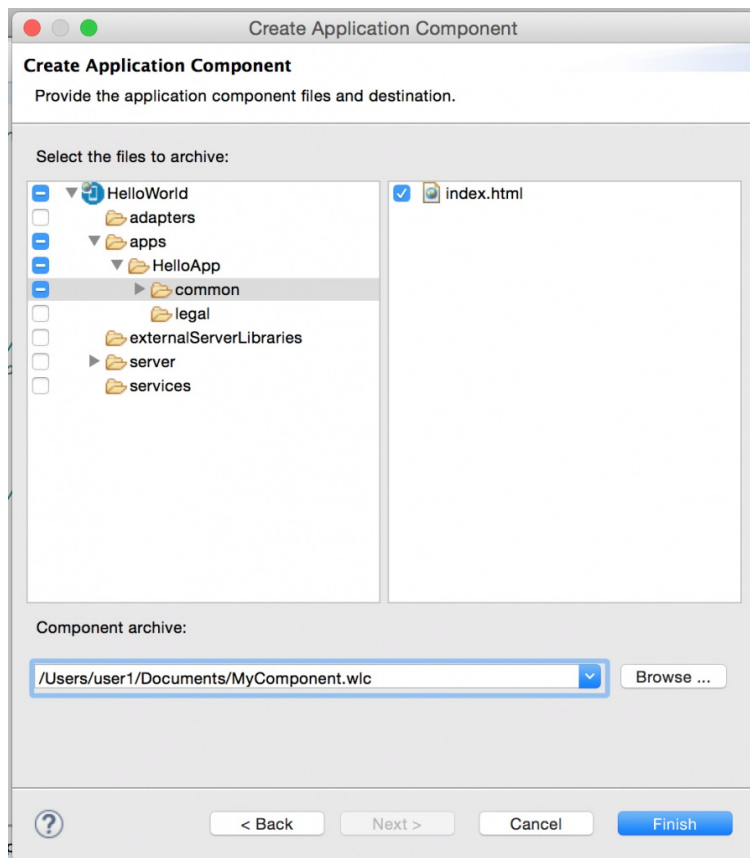 Create Application Component
Create Application Component
Provide the application component files and destination.
Select the files to archive:
HelloWorld
index.html
adapters
apps
HelloApp
common
legal
externalServerLibraries
server
services
Component archive:
/Users/user1/Documents/MyComponent.wlc
Browse ...
?
< Back
Next >
Cancel
Finish